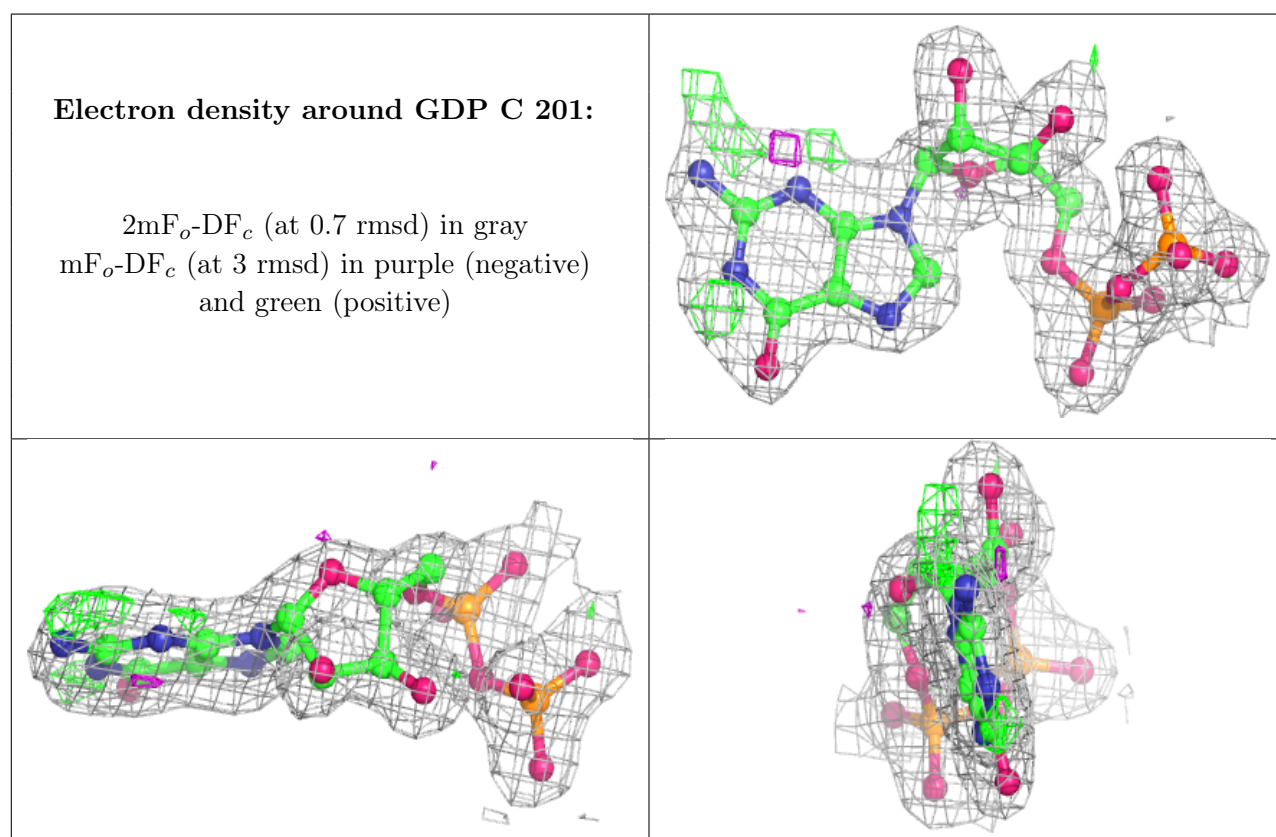 Electron density around GDP C 201:
2mFo-DFc (at 0.7 rmsd) in gray
mFo-DFc (at 3 rmsd) in purple (negative)
and green (positive)